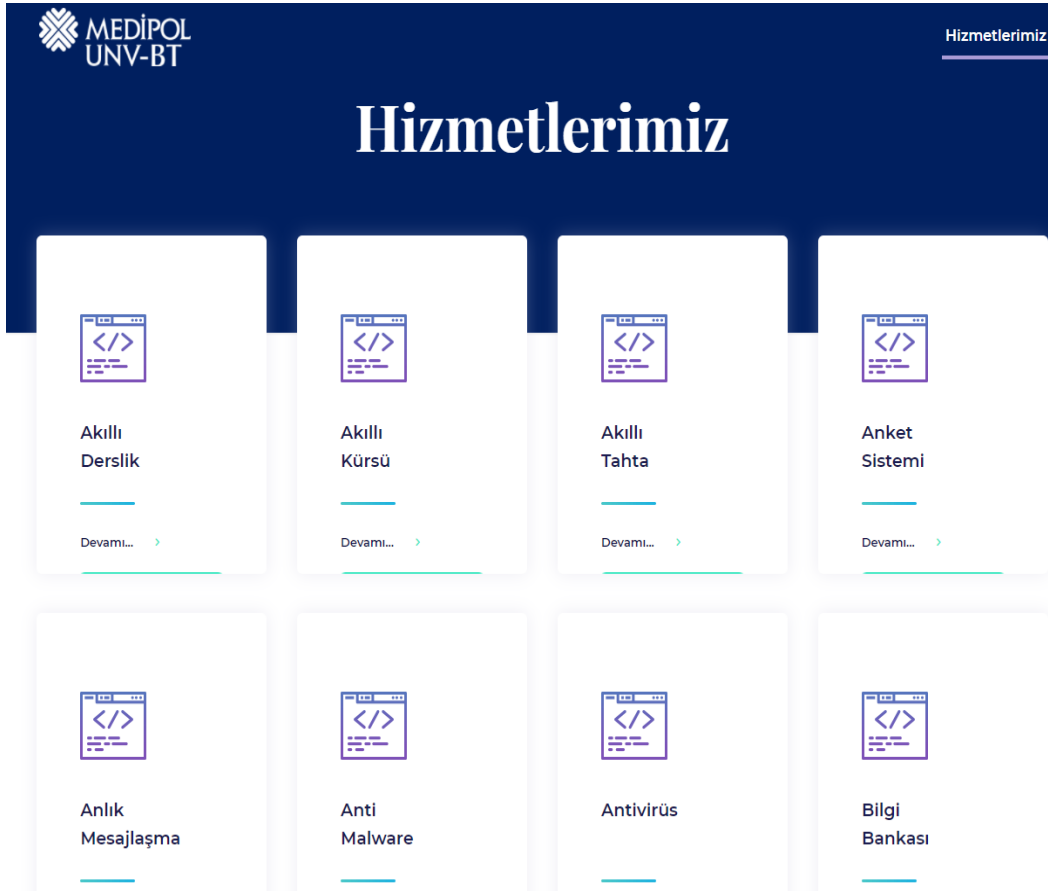 MEDİPOL
UNV-BT
Hizmetlerimiz
Hizmetlerimiz
Akıllı
Derslik
Devamı...
Akıllı
Kürsü
Devamı...
Akıllı
Tahta
Devamı...
Anket
Sistemi
Devamı...
Anlık
Mesajlaşma
Anti
Malware
Antivirüs
Bilgi
Bankası